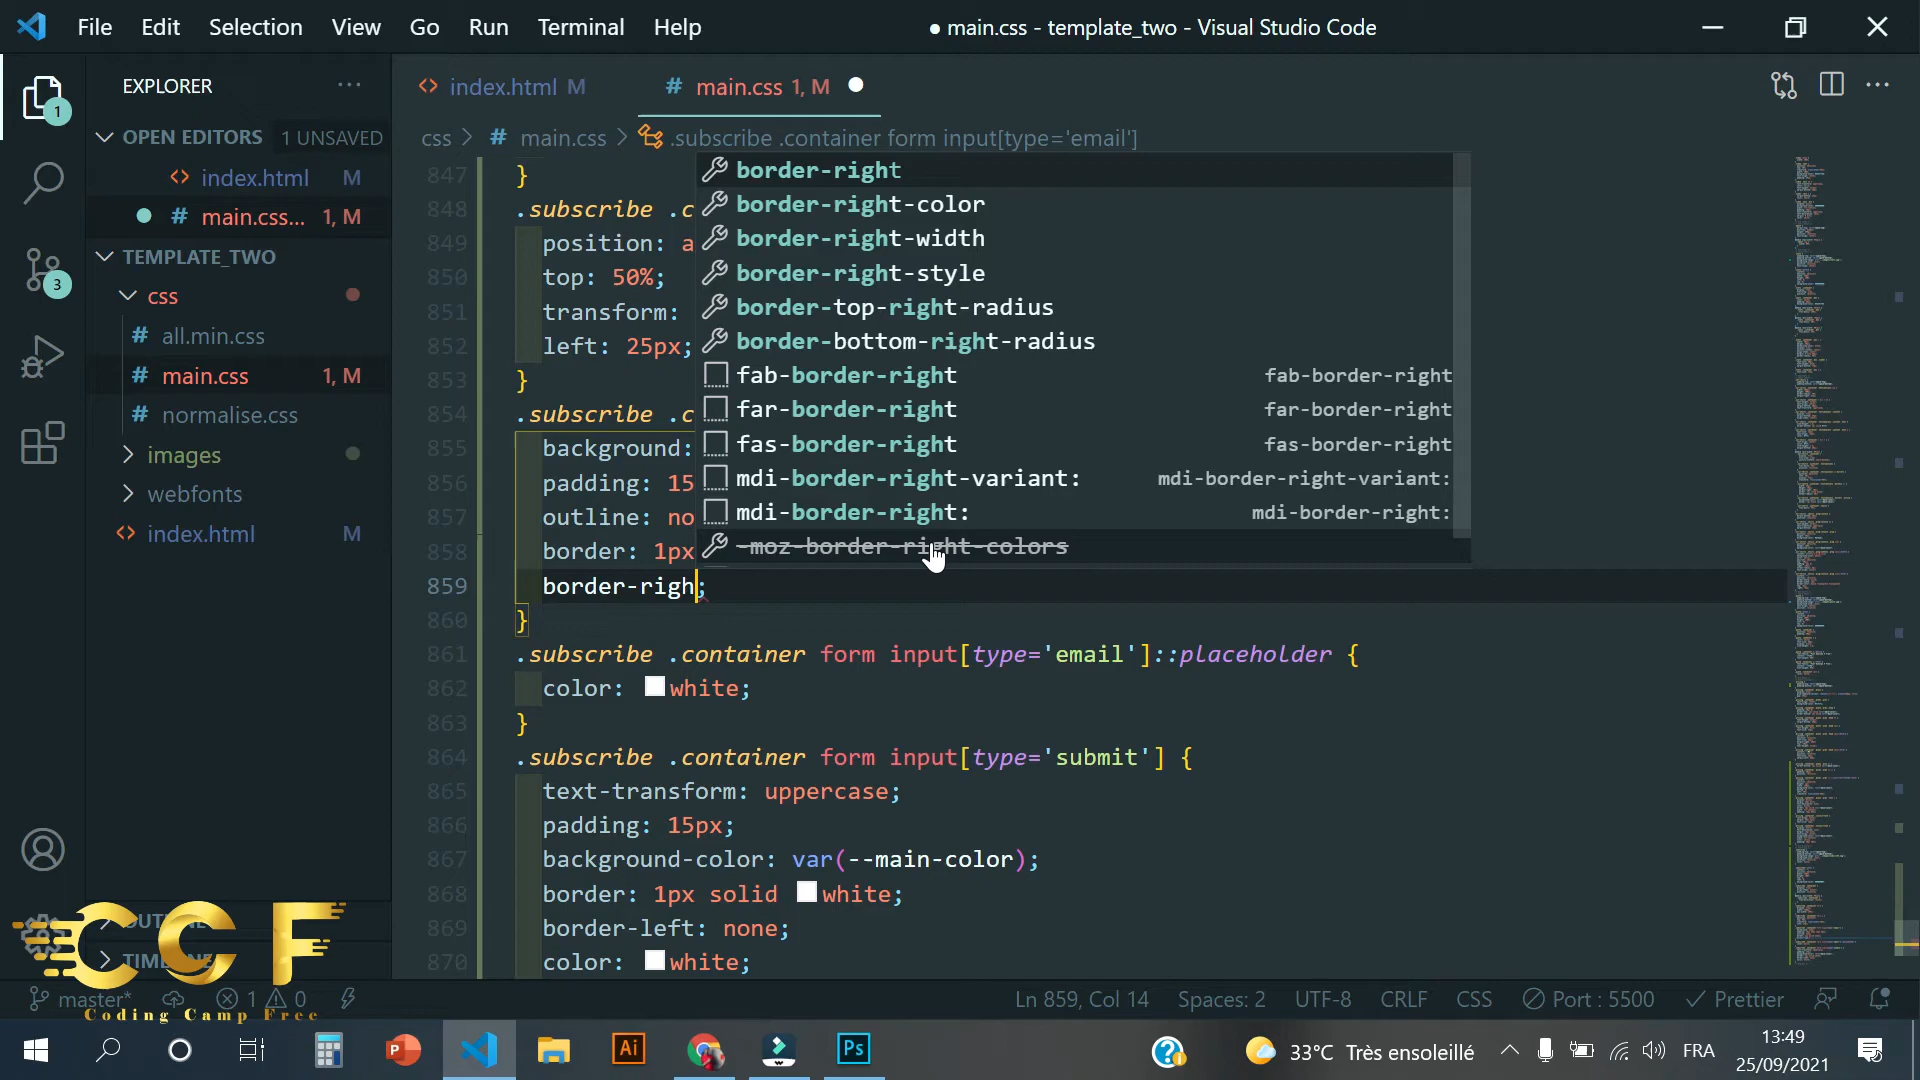 File Edit Selection View Go Run Terminal Help
● main.css - template_two - Visual Studio Code
EXPLORER ...
<> index.html M
# main.css 1, M ●
OPEN EDITORS 1 UNSAVED
css > # main.css > .subscribe .container form input[type='email']
<> index.html M
● # main.css... 1, M
TEMPLATE_TWO
css
# all.min.css
# main.css 1, M
# normalise.css
images
webfonts
<> index.html M
1
3
847 }
848 .subscribe .c
849 position: a
850 top: 50%;
851 transform:
852 left: 25px;
853 }
854 .subscribe .c
855 background:
856 padding: 15
857 outline: no
858 border: 1px
859 border-righ;
860 }
861 .subscribe .container form input[type='email']::placeholder {
862 color: white;
863 }
864 .subscribe .container form input[type='submit'] {
865 text-transform: uppercase;
866 padding: 15px;
867 background-color: var(--main-color);
868 border: 1px solid white;
869 border-left: none;
870 color: white;
border-right
border-right-color
border-right-width
border-right-style
border-top-right-radius
border-bottom-right-radius
fab-border-right fab-border-right
far-border-right far-border-right
fas-border-right fas-border-right
mdi-border-right-variant: mdi-border-right-variant:
mdi-border-right: mdi-border-right:
-moz-border-right-colors
CCF
Coding Camp Free
master* 1 0
Ln 859, Col 14 Spaces: 2 UTF-8 CRLF CSS Port : 5500 Prettier
P Ai Ps
33°C Très ensoleillé FRA
13:49
25/09/2021